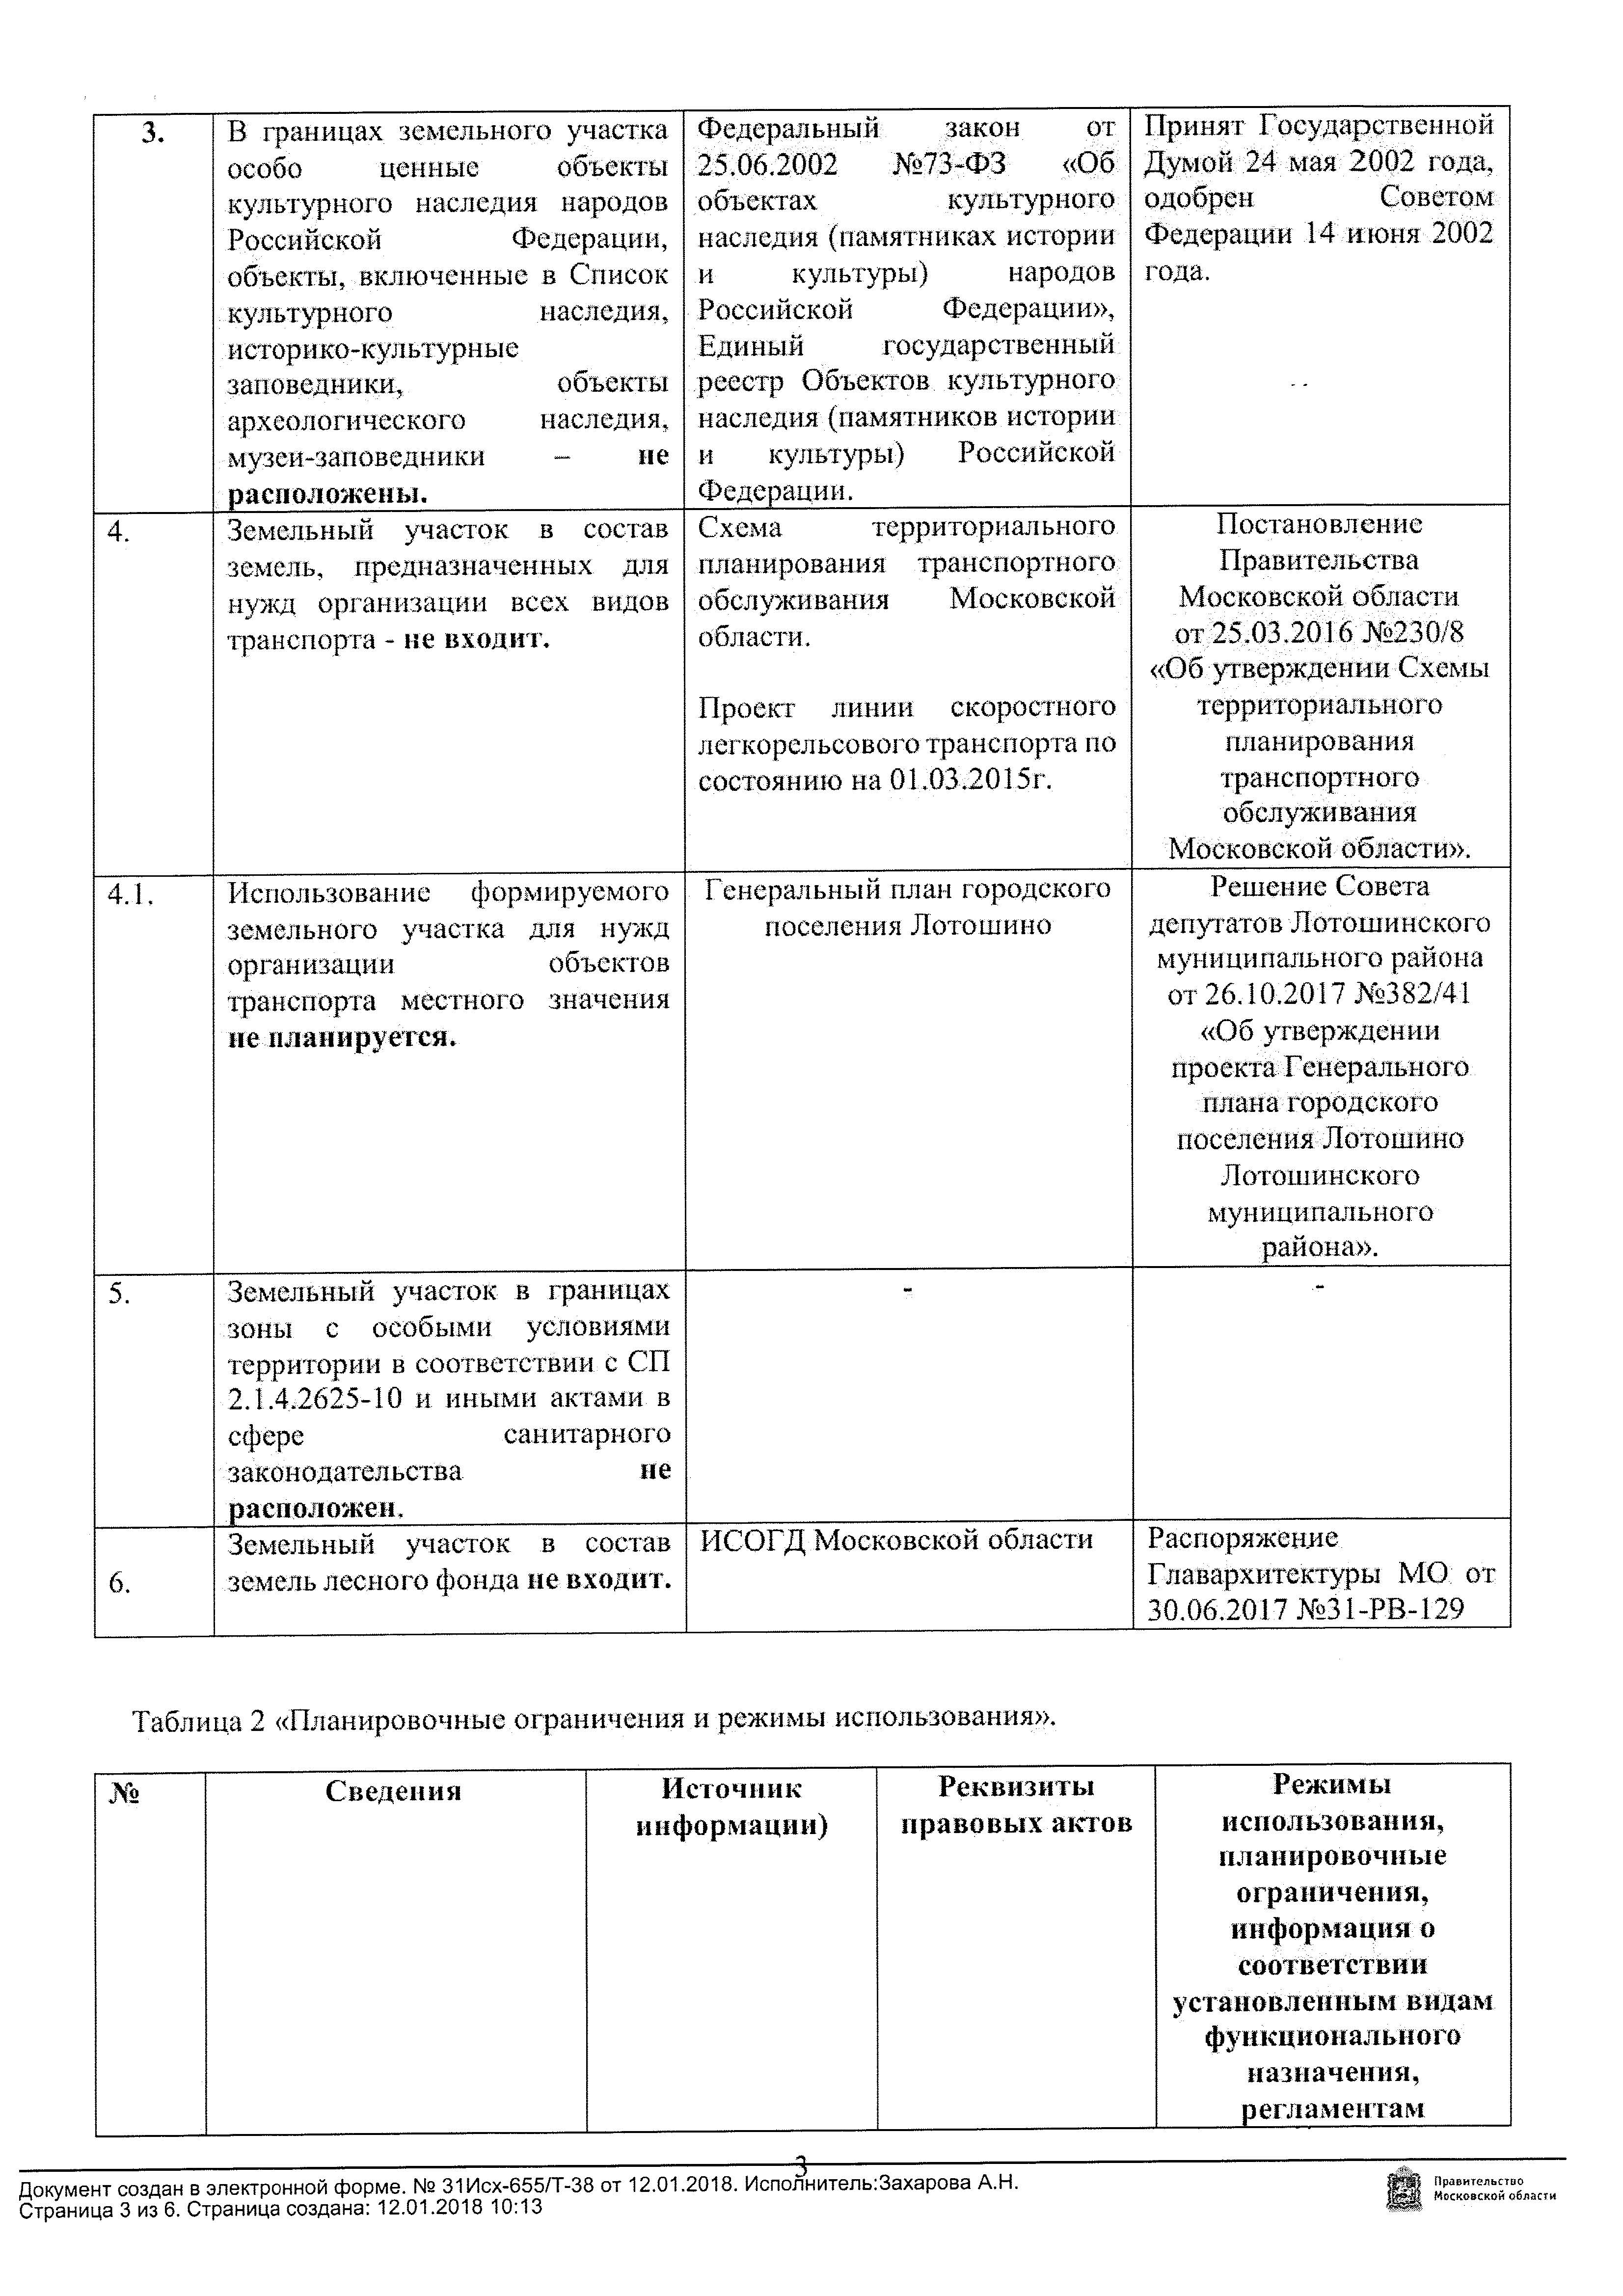 3.
В границах земельного участка
особо ценные объекты
культурного наследия народов
Российской Федерации,
объекты, включенные в Список
культурного наследия,
историко-культурные
заповедники, объекты
археологического наследия,
музеи-заповедники – не
расположены.
Федеральный закон от
25.06.2002 №73-ФЗ «Об
объектах культурного
наследия (памятниках истории
и культуры) народов
Российской Федерации»,
Единый государственный
реестр Объектов культурного
наследия (памятников истории
и культуры) Российской
Федерации.
Принят Государственной
Думой 24 мая 2002 года,
одобрен Советом
Федерации 14 июня 2002
года.
4.
Земельный участок в состав
земель, предназначенных для
нужд организации всех видов
транспорта - не входит.
Схема территориального
планирования транспортного
обслуживания Московской
области.
Проект линии скоростного
легкорельсового транспорта по
состоянию на 01.03.2015г.
Постановление
Правительства
Московской области
от 25.03.2016 №230/8
«Об утверждении Схемы
территориального
планирования
транспортного
обслуживания
Московской области».
4.1.
Использование формируемого
земельного участка для нужд
организации объектов
транспорта местного значения
не планируется.
Генеральный план городского
поселения Лотошино
Решение Совета
депутатов Лотошинского
муниципального района
от 26.10.2017 №382/41
«Об утверждении
проекта Генерального
плана городского
поселения Лотошино
Лотошинского
муниципального
района».
5.
Земельный участок в границах
зоны с особыми условиями
территории в соответствии с СП
2.1.4.2625-10 и иными актами в
сфере санитарного
законодательства не
расположен.
-
-
6.
Земельный участок в состав
земель лесного фонда не входит.
ИСОГД Московской области
Распоряжение
Главархитектуры МО от
30.06.2017 №31-РВ-129
Таблица 2 «Планировочные ограничения и режимы использования».
№
Сведения
Источник
информации)
Реквизиты
правовых актов
Режимы
использования,
планировочные
ограничения,
информация о
соответствии
установленным видам
функционального
назначения,
регламентам
3
Документ создан в электронной форме. № 31Исх-655/Т-38 от 12.01.2018. Исполнитель:Захарова А.Н.
Страница 3 из 6. Страница создана: 12.01.2018 10:13
Правительство
Московской области